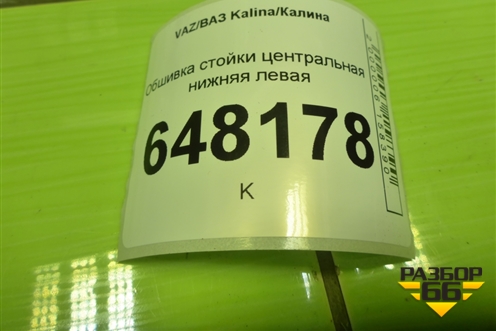 VAZ/ВАЗ Kalina/Калина
Обшивка стойки центральная
нижняя левая
648178
К
РАЗБОР
66